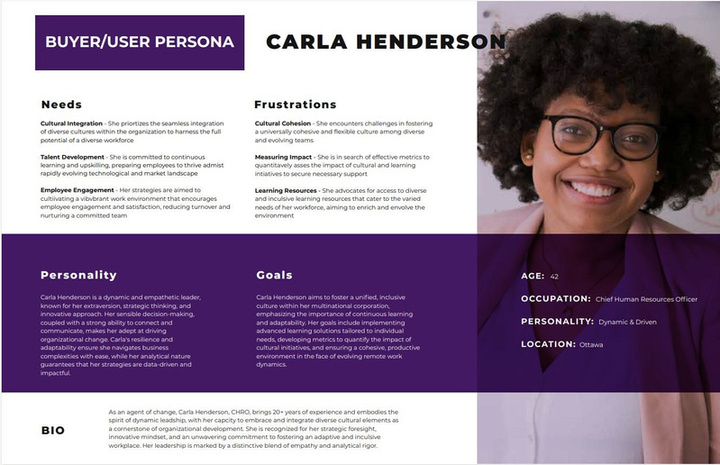 BUYER/USER PERSONA
CARLA HENDERSON
Needs
Cultural Integration - She priortizes the seamless integration
of diverse cultures within the organization to harness the full
potential of a diverse workforce
Talent Development - She is committed to continuous
learning and upskilling, preparing employees to thrive admist
rapidly evolving technological and market landscape
Employee Engagement - Her strategies are aimed to
cultivating a vibvbrant work environment that encourages
employee engagement and satisfaction, reducing turnover and
nurturing a committed team
Frustrations
Cultural Cohesion - She encounters challenges in fostering
a universally cohesive and flexible culture among diverse
and evolving teams
Measuring Impact - She is in search of effective metrics to
quantitavely asses the impact of cultural and learning
intiatives to secure necessary support
Learning Resources - She advocates for access to diverse
and inculsive learning resources that cater to the varied
needs of her workforce, aiming to enrich and envolve the
environment
Personality
Carla Henderson is a dynamic and empathetic leader,
known for her extraversion, strategic thinking, and
innovative approach. Her sensible decision-making,
coupled with a strong ability to connect and
communicate, makes her adept at driving
organizational change. Carla's resilience and
adaptability ensure she navigates business
complexities with ease, while her analytical nature
guarantees that her strategies are data-driven and
impactful.
Goals
Carla Henderson aims to foster a unified, inclusive
culture within her multinational corporation,
emphasizing the importance of continuous learning
and adaptability. Her goals include implementing
advanced learning solutions tailored to individual
needs, developing metrics to quantify the impact of
cultural initiatives, and ensuring a cohesive, productive
environment in the face of evolving remote work
dynamics.
AGE: 42
OCCUPATION: Chief Human Resources Officer
PERSONALITY: Dynamic & Driven
LOCATION: Ottawa
BIO
As an agent of change, Carla Henderson, CHRO, brings 20+ years of experience and embodies the
spirit of dynamic leadship, with her capcity to embrace and integrate diverse cultural elements as
a cornerstone of organizational development. She is recognized for her strategic foresight,
innovative mindset, and an unwavering commitment to fostering an adaptive and inculsive
workplace. Her leadership is marked by a distinctive blend of empathy and analytical rigor.